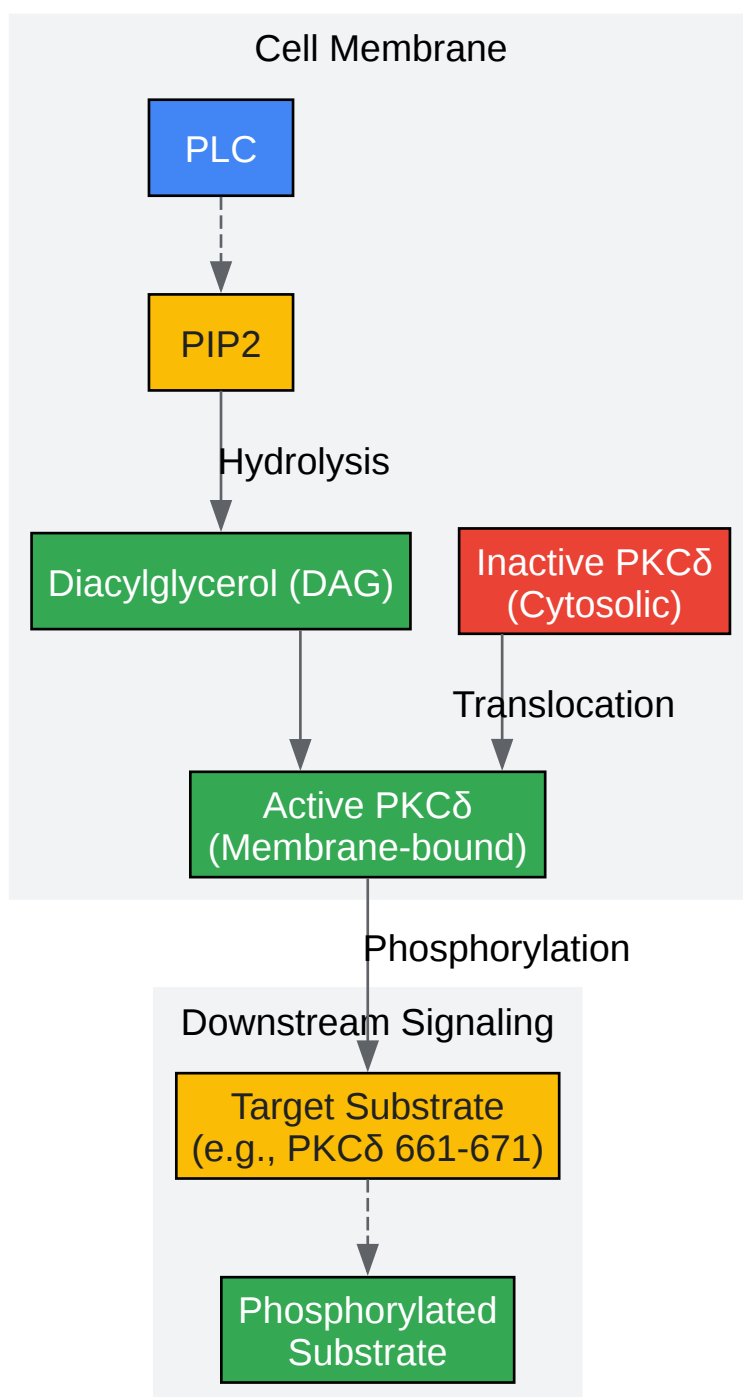 Cell Membrane
PLC
PIP2
Hydrolysis
Diacylglycerol (DAG)
Inactive PKCδ
(Cytosolic)
Translocation
Active PKCδ
(Membrane-bound)
Phosphorylation
Downstream Signaling
Target Substrate
(e.g., PKCδ 661-671)
Phosphorylated
Substrate